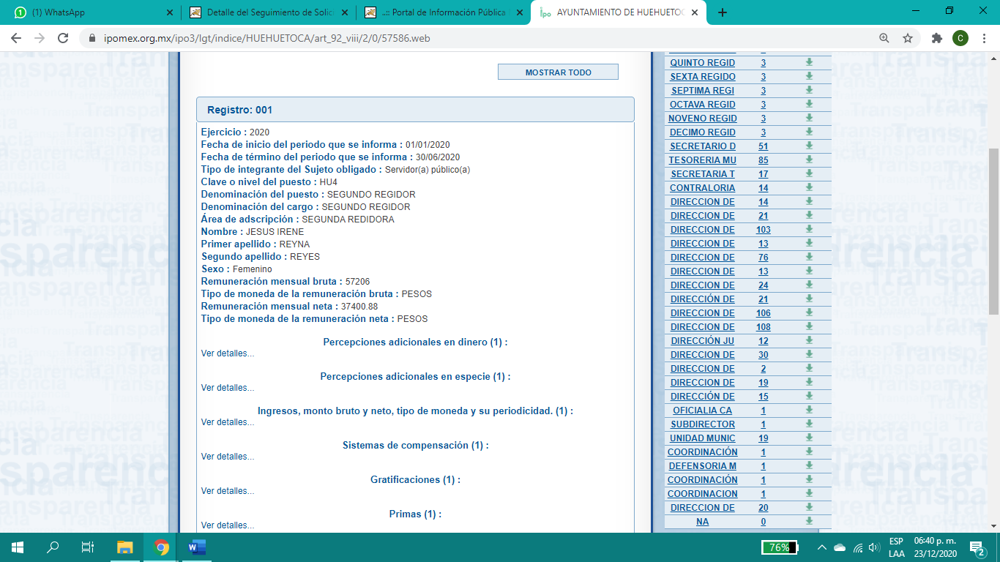 (1) WhatsApp
Detalle del Seguimiento de Solic
..:: Portal de Información Pública
AYUNTAMIENTO DE HUEHUETOC
ipomex.org.mx/ipo3/lgt/indice/HUEHUETOCA/art_92_viii/2/0/57586.web
C
MOSTRAR TODO
Registro: 001
Ejercicio : 2020
Fecha de inicio del periodo que se informa : 01/01/2020
Fecha de término del periodo que se informa : 30/06/2020
Tipo de integrante del Sujeto obligado : Servidor(a) público(a)
Clave o nivel del puesto : HU4
Denominación del puesto : SEGUNDO REGIDOR
Denominación del cargo : SEGUNDO REGIDOR
Área de adscripción : SEGUNDA REDIDORA
Nombre : JESUS IRENE
Primer apellido : REYNA
Segundo apellido : REYES
Sexo : Femenino
Remuneración mensual bruta : 57206
Tipo de moneda de la remuneración bruta : PESOS
Remuneración mensual neta : 37400.88
Tipo de moneda de la remuneración neta : PESOS
Percepciones adicionales en dinero (1) :
Ver detalles...
Percepciones adicionales en especie (1) :
Ver detalles...
Ingresos, monto bruto y neto, tipo de moneda y su periodicidad. (1) :
Ver detalles...
Sistemas de compensación (1) :
Ver detalles...
Gratificaciones (1) :
Ver detalles...
Primas (1) :
Ver detalles...
QUINTO REGID 3
SEXTA REGIDO 3
SEPTIMA REGI 3
OCTAVA REGID 3
NOVENO REGID 3
DECIMO REGID 3
SECRETARIO D 51
TESORERIA MU 85
SECRETARIA T 17
CONTRALORIA 14
DIRECCION DE 14
DIRECCION DE 21
DIRECCION DE 103
DIRECCION DE 13
DIRECCION DE 76
DIRECCION DE 13
DIRECCION DE 24
DIRECCIÓN DE 21
DIRECCION DE 106
DIRECCION DE 108
DIRECCIÓN JU 12
DIRECCION DE 30
DIRECCION DE 2
DIRECCION DE 19
DIRECCIÓN DE 15
OFICIALIA CA 1
SUBDIRECTOR 1
UNIDAD MUNIC 19
COORDINACIÓN 1
DEFENSORIA M 1
COORDINACIÓN 1
COORDINACION 1
DIRECCION DE 20
NA 0
76%
ESP
LAA
06:40 p. m.
23/12/2020
2